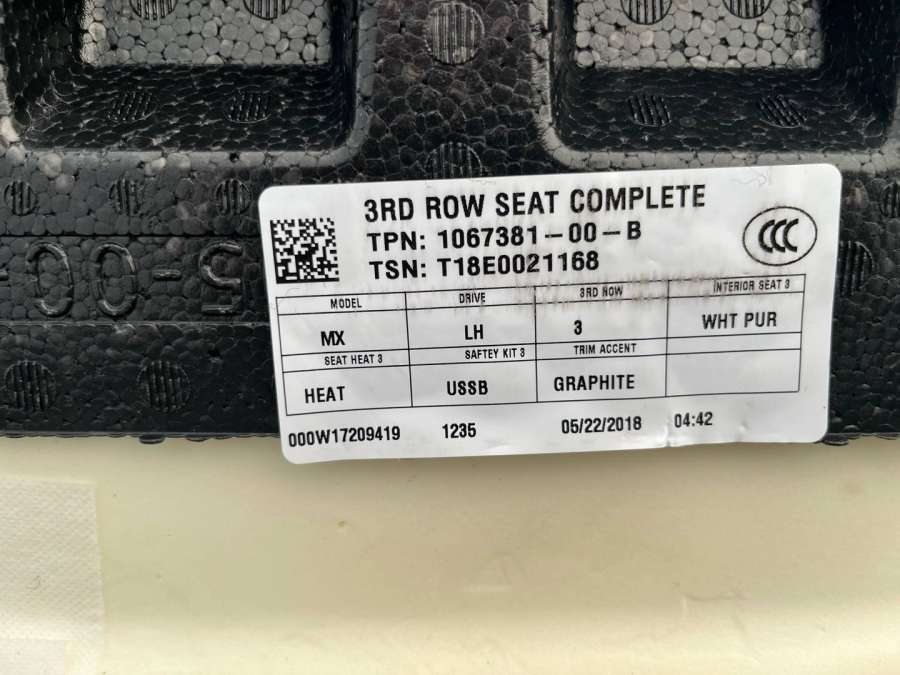 3RD ROW SEAT COMPLETE
TPN: 1067381-00-B
TSN: T18E0021168
CCC
MODEL DRIVE 3RD ROW INTERIOR SEAT 3
MX LH 3 WHT PUR
SEAT HEAT 3 SAFTEY KIT 3 TRIM ACCENT
HEAT USSB GRAPHITE
000W17209419 1235 05/22/2018 04:42
5-00-